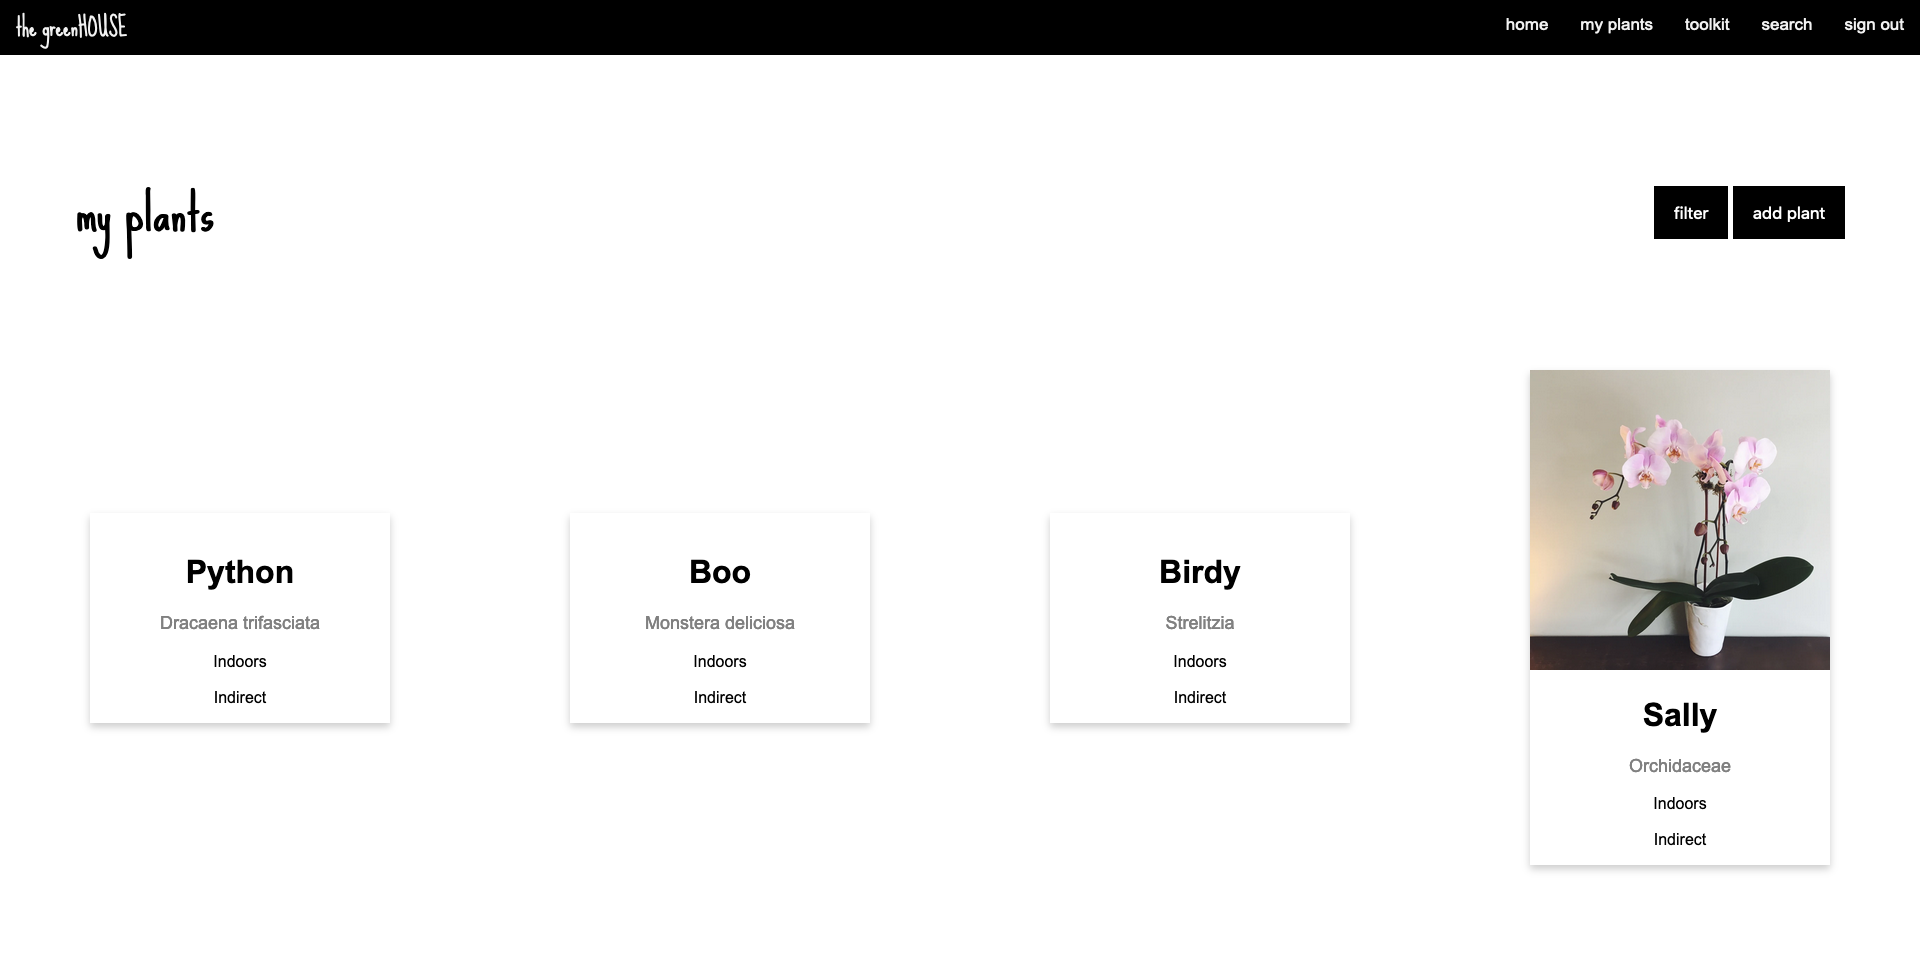 the greenHOUSE
home my plants toolkit search sign out
my plants
filter add plant
Python
Dracaena trifasciata
Indoors
Indirect
Boo
Monstera deliciosa
Indoors
Indirect
Birdy
Strelitzia
Indoors
Indirect
Sally
Orchidaceae
Indoors
Indirect